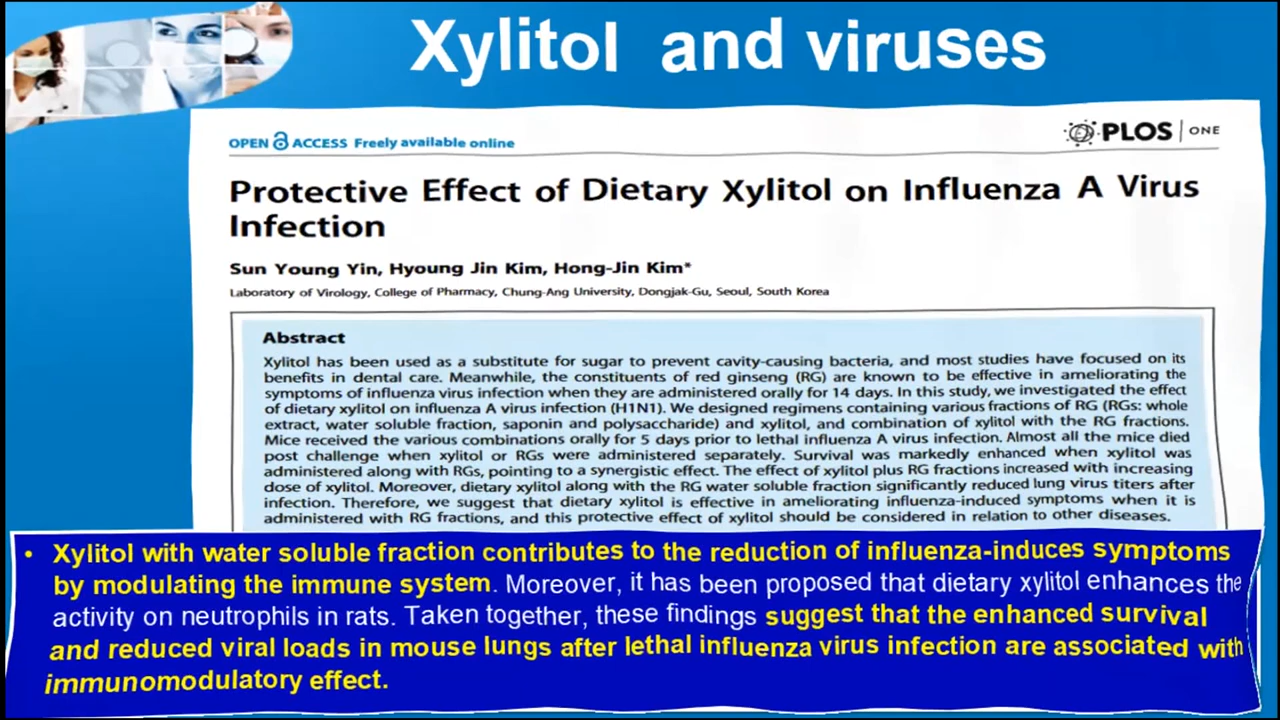 Xylitol and viruses
OPEN ACCESS Freely available online
PLOS | ONE
Protective Effect of Dietary Xylitol on Influenza A Virus
Infection
Sun Young Yin, Hyoung Jin Kim, Hong-Jin Kim*
Laboratory of Virology, College of Pharmacy, Chung-Ang University, Dongjak-Gu, Seoul, South Korea
Abstract
Xylitol has been used as a substitute for sugar to prevent cavity-causing bacteria, and most studies have focused on its
benefits in dental care. Meanwhile, the constituents of red ginseng (RG) are known to be effective in ameliorating the
symptoms of influenza virus infection when they are administered orally for 14 days. In this study, we investigated the effect
of dietary xylitol on influenza A virus infection (H1N1). We designed regimens containing various fractions of RG (RGs: whole
extract, water soluble fraction, saponin and polysaccharide) and xylitol, and combination of xylitol with the RG fractions.
Mice received the various combinations orally for 5 days prior to lethal influenza A virus infection. Almost all the mice died
post challenge when xylitol or RGs were administered separately. Survival was markedly enhanced when xylitol was
administered along with RGs, pointing to a synergistic effect. The effect of xylitol plus RG fractions increased with increasing
dose of xylitol. Moreover, dietary xylitol along with the RG water soluble fraction significantly reduced lung virus titers after
infection. Therefore, we suggest that dietary xylitol is effective in ameliorating influenza-induced symptoms when it is
administered with RG fractions, and this protective effect of xylitol should be considered in relation to other diseases.
• Xylitol with water soluble fraction contributes to the reduction of influenza-induces symptoms
by modulating the immune system. Moreover, it has been proposed that dietary xylitol enhances the
activity on neutrophils in rats. Taken together, these findings suggest that the enhanced survival
and reduced viral loads in mouse lungs after lethal influenza virus infection are associated with
immunomodulatory effect.